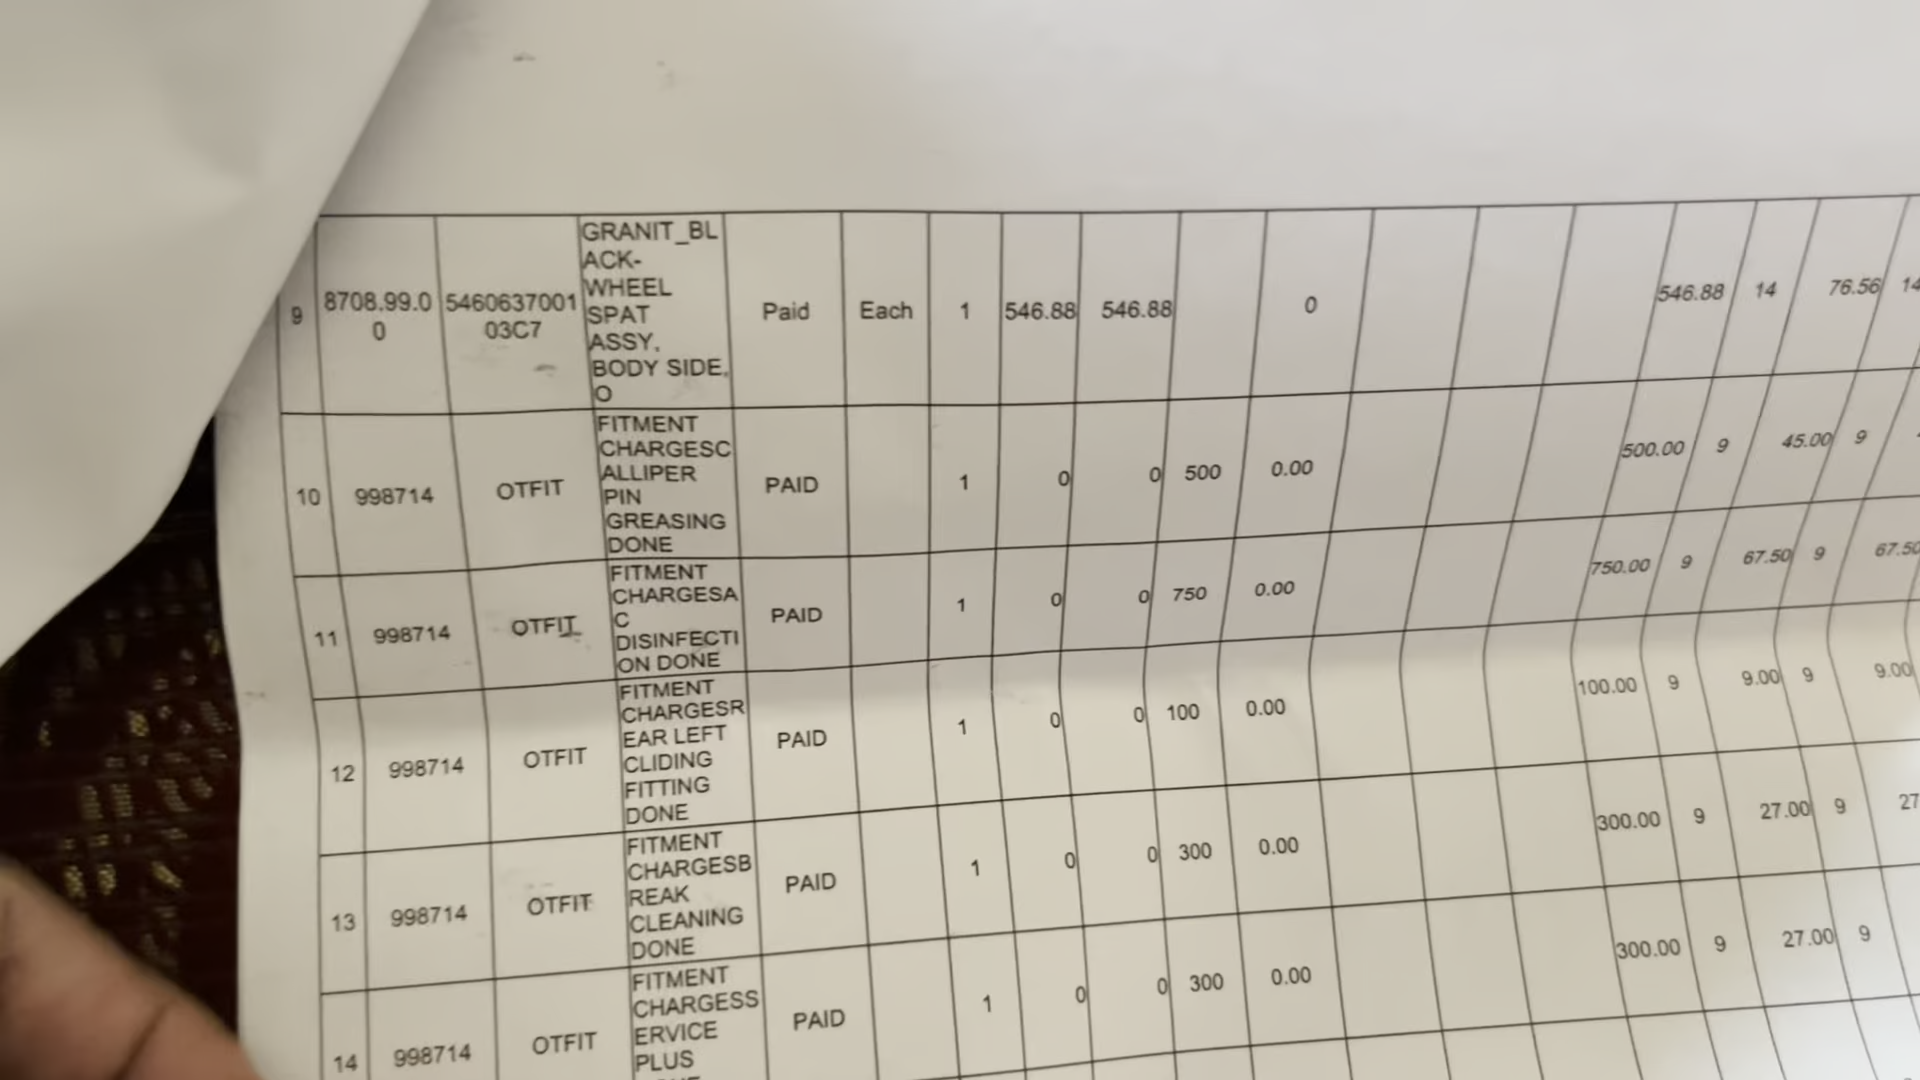 9 8708.99.0 0 5460637001 03C7 GRANIT_BL ACK- WHEEL SPAT ASSY, BODY SIDE, O Paid Each 1 546.88 546.88 0 546.88 14 76.56 14
10 998714 OTFIT FITMENT CHARGESC ALLIPER PIN GREASING DONE PAID 1 0 0 500 0.00 500.00 9 45.00 9
11 998714 OTFIT FITMENT CHARGESA C DISINFECTI ON DONE PAID 1 0 0 750 0.00 750.00 9 67.50 9 67.50
12 998714 OTFIT FITMENT CHARGESR EAR LEFT CLIDING FITTING DONE PAID 1 0 0 100 0.00 100.00 9 9.00 9 9.00
13 998714 OTFIT FITMENT CHARGESB REAK CLEANING DONE PAID 1 0 0 300 0.00 300.00 9 27.00 9 27
14 998714 OTFIT FITMENT CHARGESS ERVICE PLUS PAID 1 0 0 300 0.00 300.00 9 27.00 9